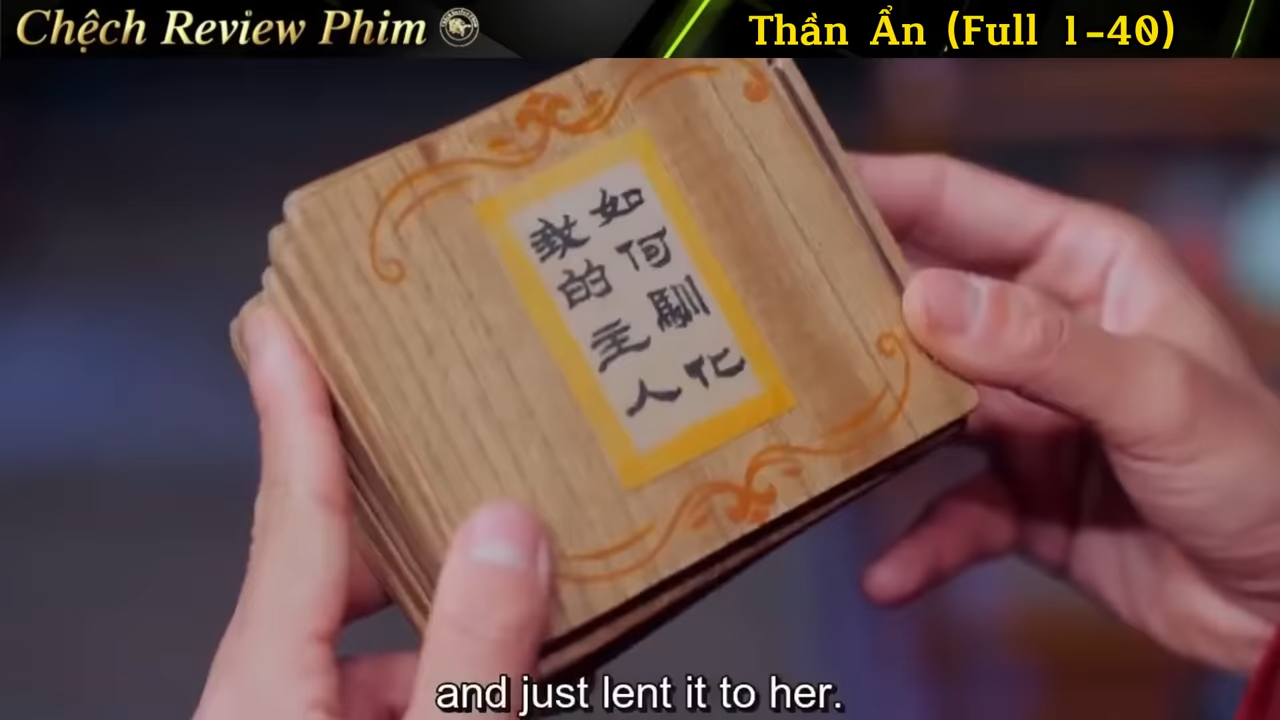 Chệch Review Phim
Thần Ẩn (Full 1-40)
如何馴化
我的主人
and just lent it to her.